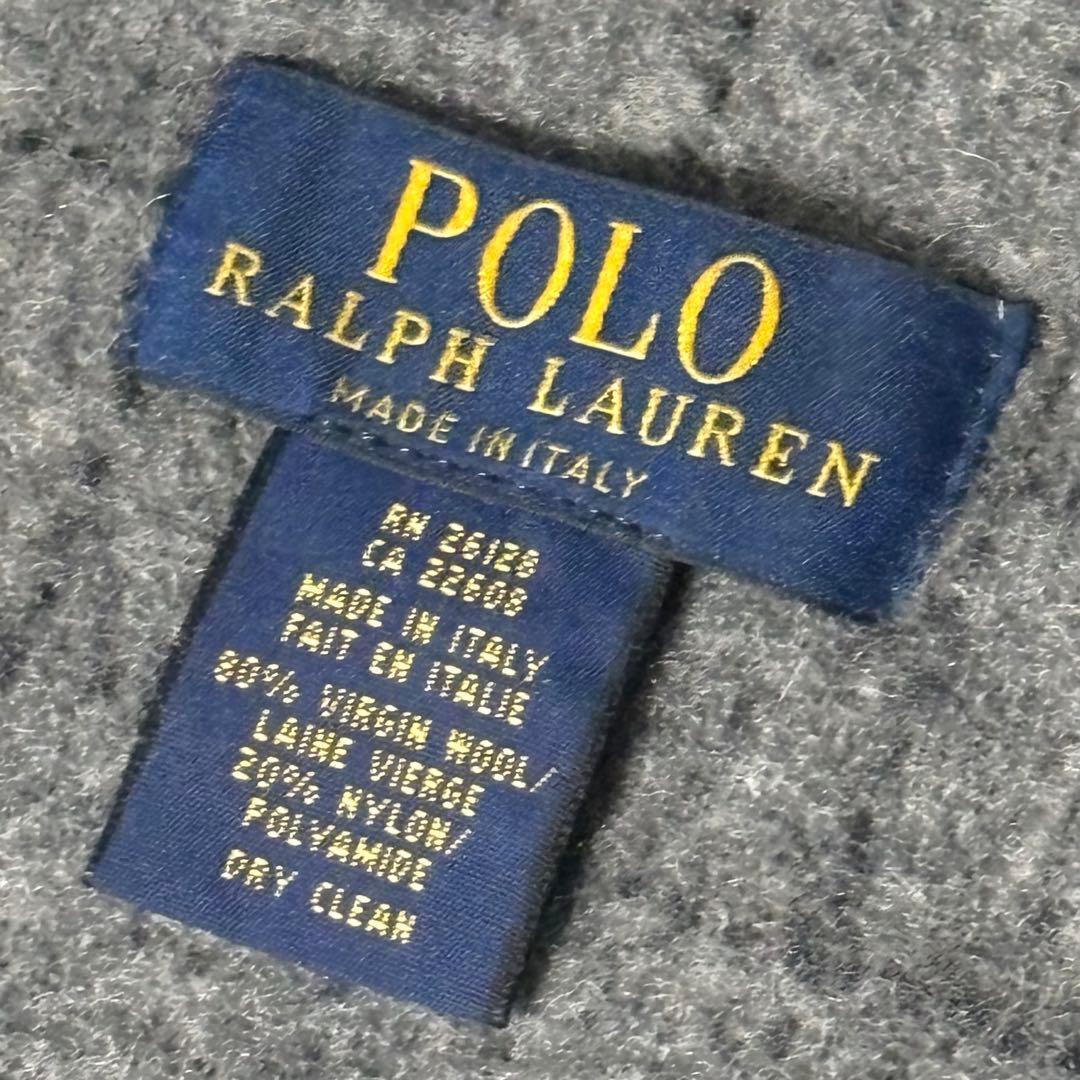 POLO
RALPH LAUREN
MADE IN ITALY
RN 26128
CA 22608
MADE IN ITALY
FAIT EN ITALIE
80% VIRGIN WOOL/
LAINE VIERGE
20% NYLON/
POLYAMIDE
DRY CLEAN